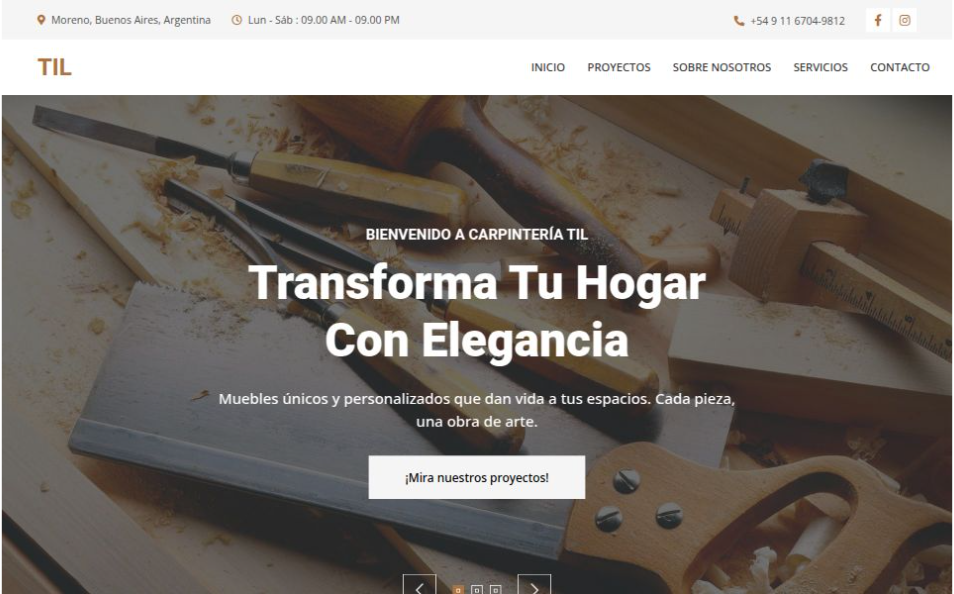 Moreno, Buenos Aires, Argentina
Lun - Sáb : 09.00 AM - 09.00 PM
+54 9 11 6704-9812
TIL
INICIO
PROYECTOS
SOBRE NOSOTROS
SERVICIOS
CONTACTO
BIENVENIDO A CARPINTERÍA TIL
Transforma Tu Hogar
Con Elegancia
Muebles únicos y personalizados que dan vida a tus espacios. Cada pieza,
una obra de arte.
¡Mira nuestros proyectos!